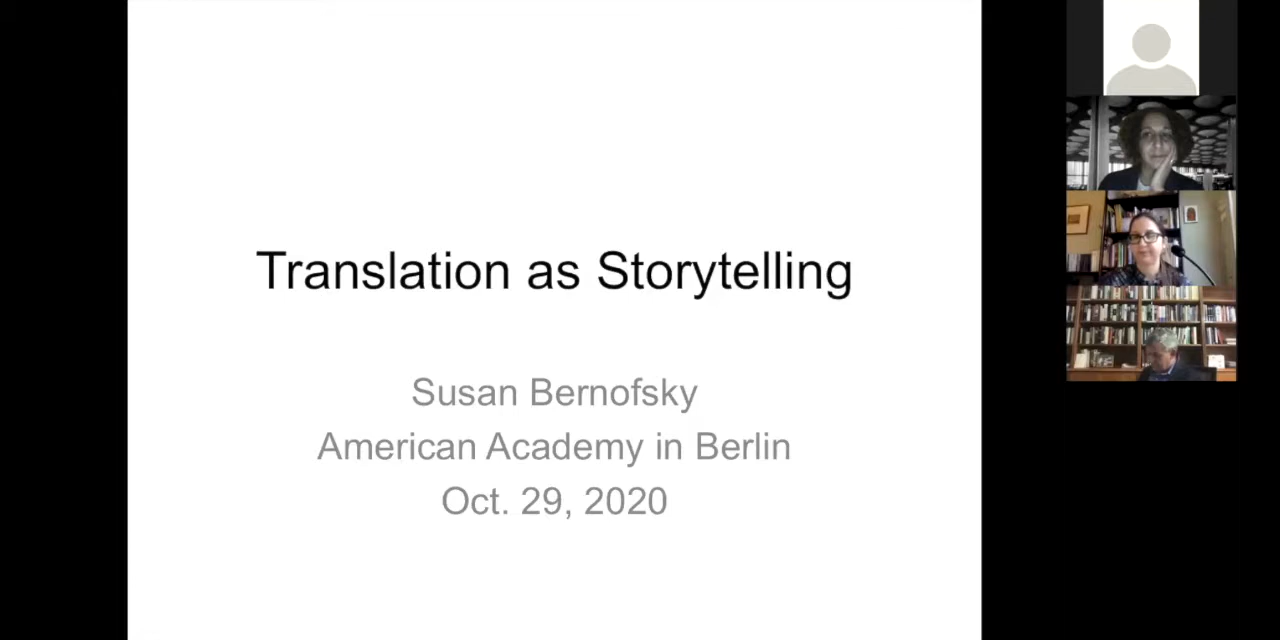 Translation as Storytelling
Susan Bernofsky
American Academy in Berlin
Oct. 29, 2020